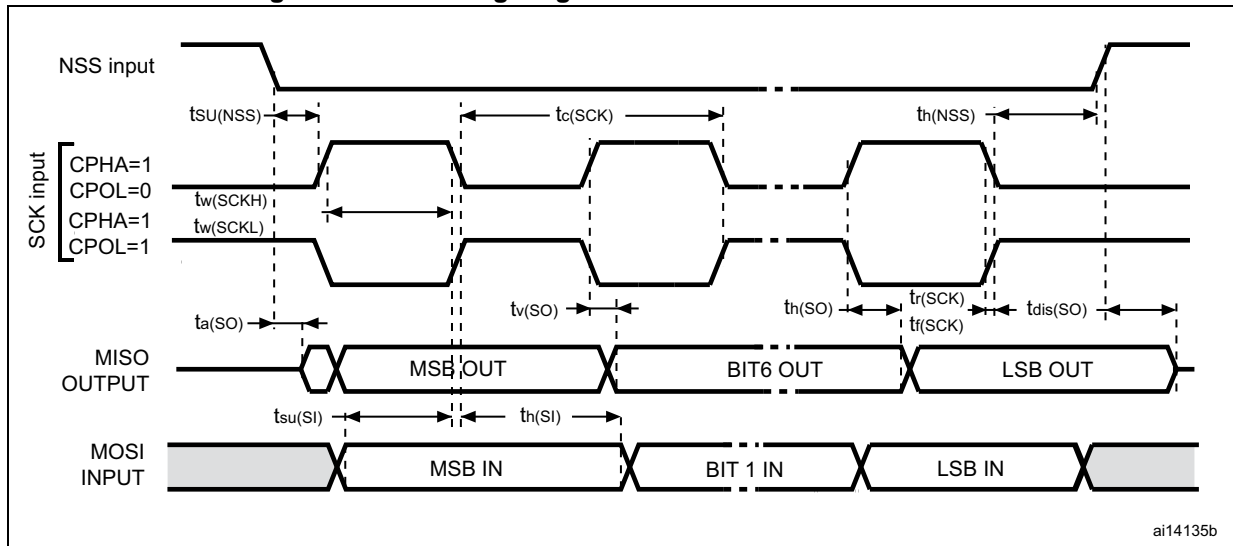 NSS input
tSU(NSS)
tc(SCK)
th(NSS)
SCK input
CPHA=1
CPOL=0
tw(SCKH)
CPHA=1
tw(SCKL)
CPOL=1
ta(SO)
tv(SO)
th(SO)
tr(SCK)
tf(SCK)
tdis(SO)
MISO
OUTPUT
MSB OUT
BIT6 OUT
LSB OUT
tsu(SI)
th(SI)
MOSI
INPUT
MSB IN
BIT 1 IN
LSB IN
ai14135b